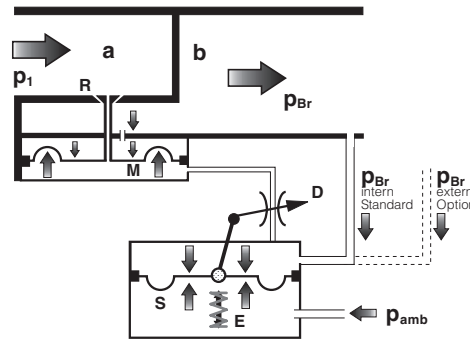 a
b
p1
R
pBr
M
D
pBr
intern
Standard
pBr
extern
Option
S
E
pamb